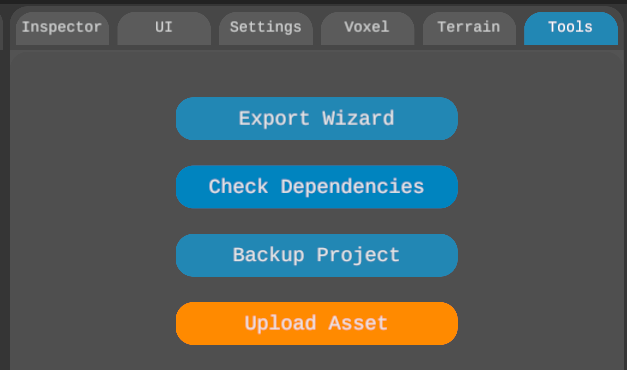 Inspector UI Settings Voxel Terrain Tools
Export Wizard
Check Dependencies
Backup Project
Upload Asset